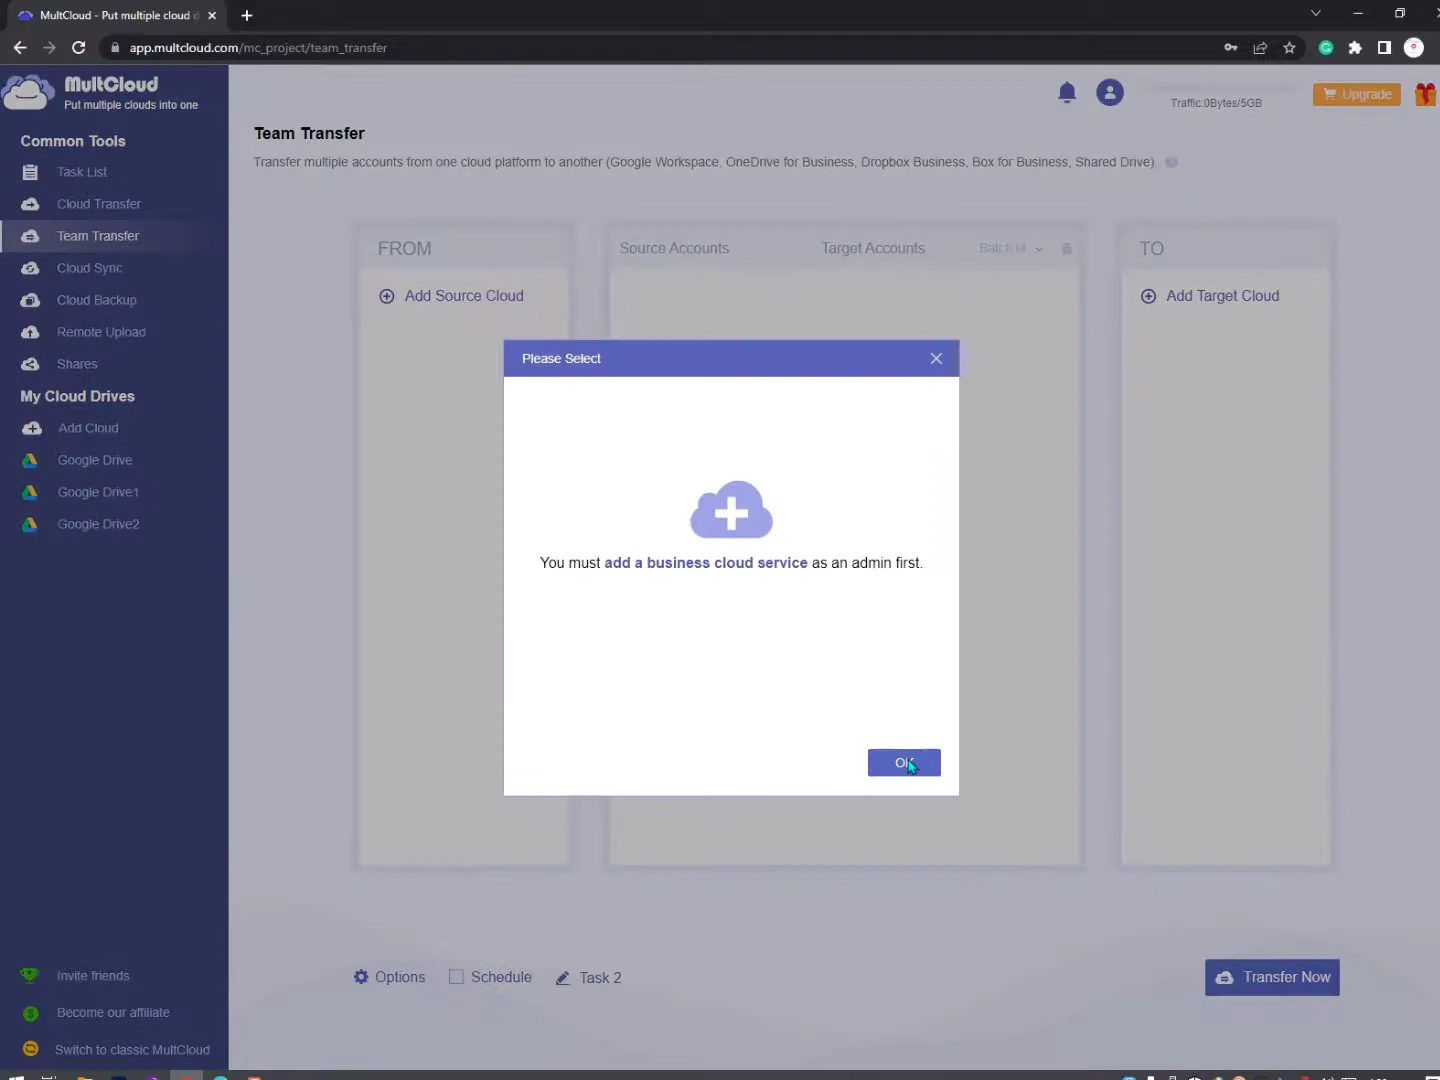 MultCloud - Put multiple cloud d
app.multcloud.com/mc_project/team_transfer
MultCloud
Put multiple clouds into one
Traffic:0Bytes/5GB
Upgrade
Common Tools
Task List
Cloud Transfer
Team Transfer
Cloud Sync
Cloud Backup
Remote Upload
Shares
My Cloud Drives
Add Cloud
Google Drive
Google Drive1
Google Drive2
Invite friends
Become our affiliate
Switch to classic MultCloud
Team Transfer
Transfer multiple accounts from one cloud platform to another (Google Workspace, OneDrive for Business, Dropbox Business, Box for Business, Shared Drive).
FROM
Source Accounts
Target Accounts
TO
Add Source Cloud
Add Target Cloud
Please Select
You must add a business cloud service as an admin first.
OK
Options
Schedule
Task 2
Transfer Now